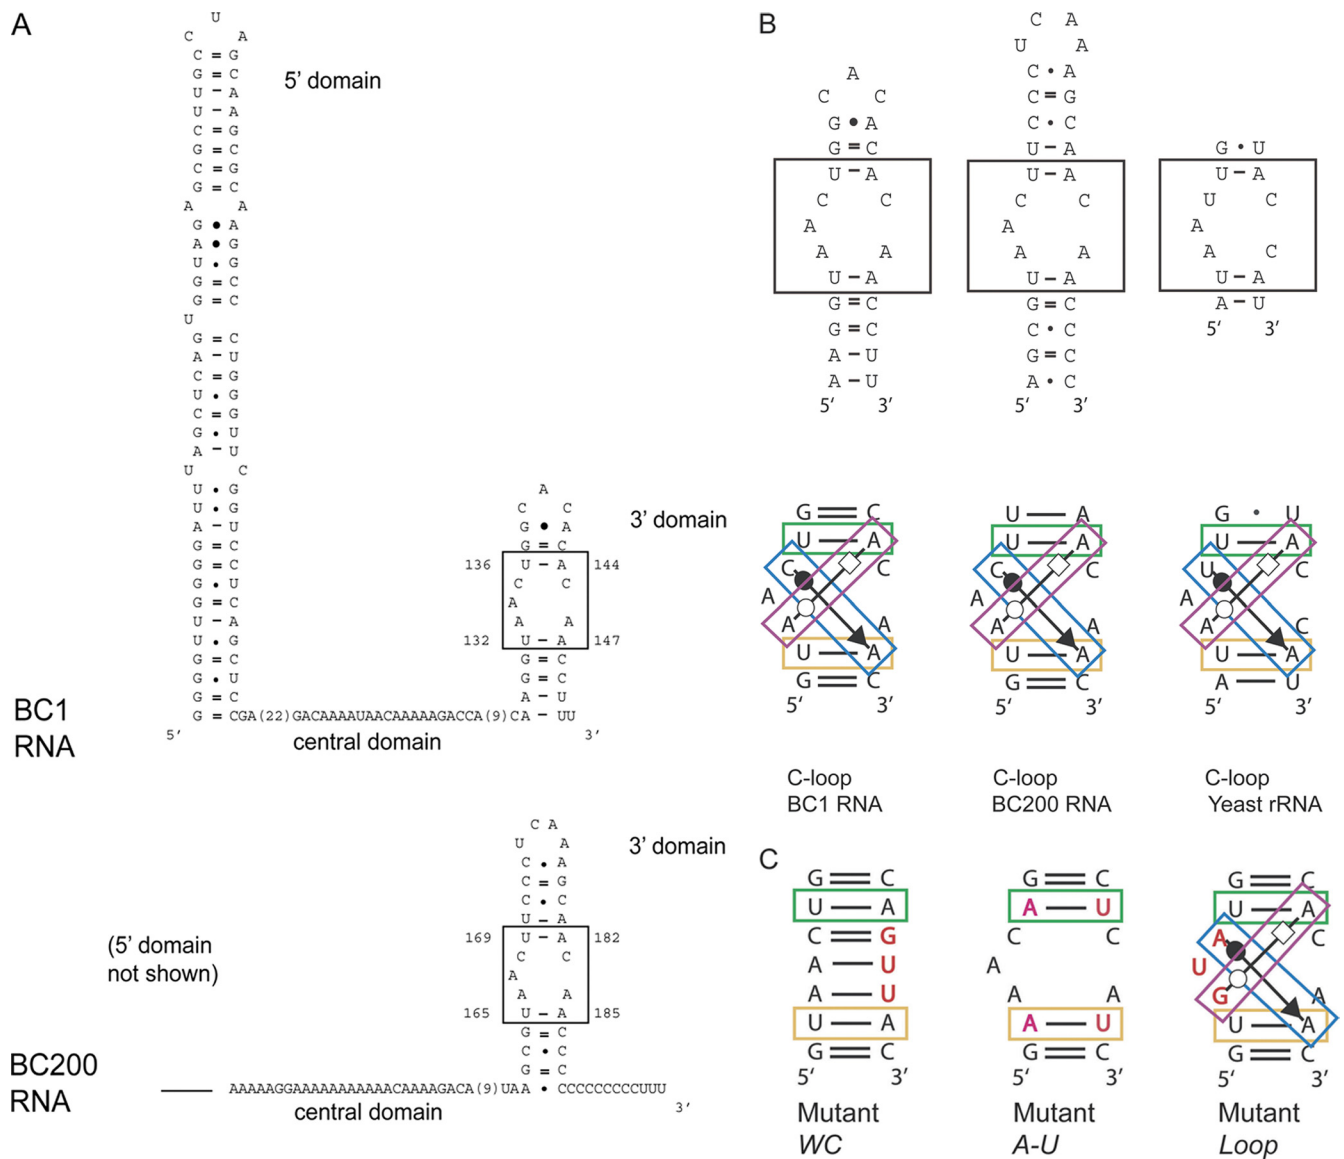 A
U
C A
C = G
G = C
U - A
U - A
C = G
G = C
C = G
G = C
A A
G ● A
A ● G
U · G
G = C
G = C
U
G = C
A - U
C = G
U · G
C = G
G · U
A - U
U C
U · G
U · G
A - U
G = C
G = C
G · U
G = C
U - A
U · G
G = C
G · U
G = C
G = CGA(22)GACAAAAUAACAAAAAGACCA(9)CA - UU
5′ 3′
5’ domain
central domain
A
C C
G ● A
G = C
136 U - A 144
C C
A
A A
132 U - A 147
G = C
G = C
A - U
3’ domain
BC1
RNA
C A
U A
C · A
C = G
C · C
U - A
169 U - A 182
C C
A
A A
165 U - A 185
G = C
C · C
G = C
AAAAAGGAAAAAAAAAAACAAAAGACA(9)UAA · CCCCCCCCCUUU
3′
3’ domain
(5’ domain
not shown)
central domain
BC200
RNA
B
A
C C
G ● A
G = C
U - A
C C
A
A A
U - A
G = C
G = C
A - U
A - U
5′ 3′
C A
U A
C · A
C = G
C · C
U - A
U - A
C C
A
A A
U - A
G = C
C · C
G = C
A · C
5′ 3′
G · U
U - A
U C
A
A C
U - A
A - U
5′ 3′
G C
U A
C C
A
A A
U A
G C
5′ 3′
C-loop
BC1 RNA
U A
U A
C C
A
A A
U A
G C
5′ 3′
C-loop
BC200 RNA
G · U
U A
U C
A
A C
U A
A U
5′ 3′
C-loop
Yeast rRNA
C
G C
U A
C G
A U
A U
U A
G C
5′ 3′
Mutant
WC
G C
A U
C C
A
A A
A U
G C
5′ 3′
Mutant
A-U
G C
U A
A C
U
G A
U A
G C
5′ 3′
Mutant
Loop